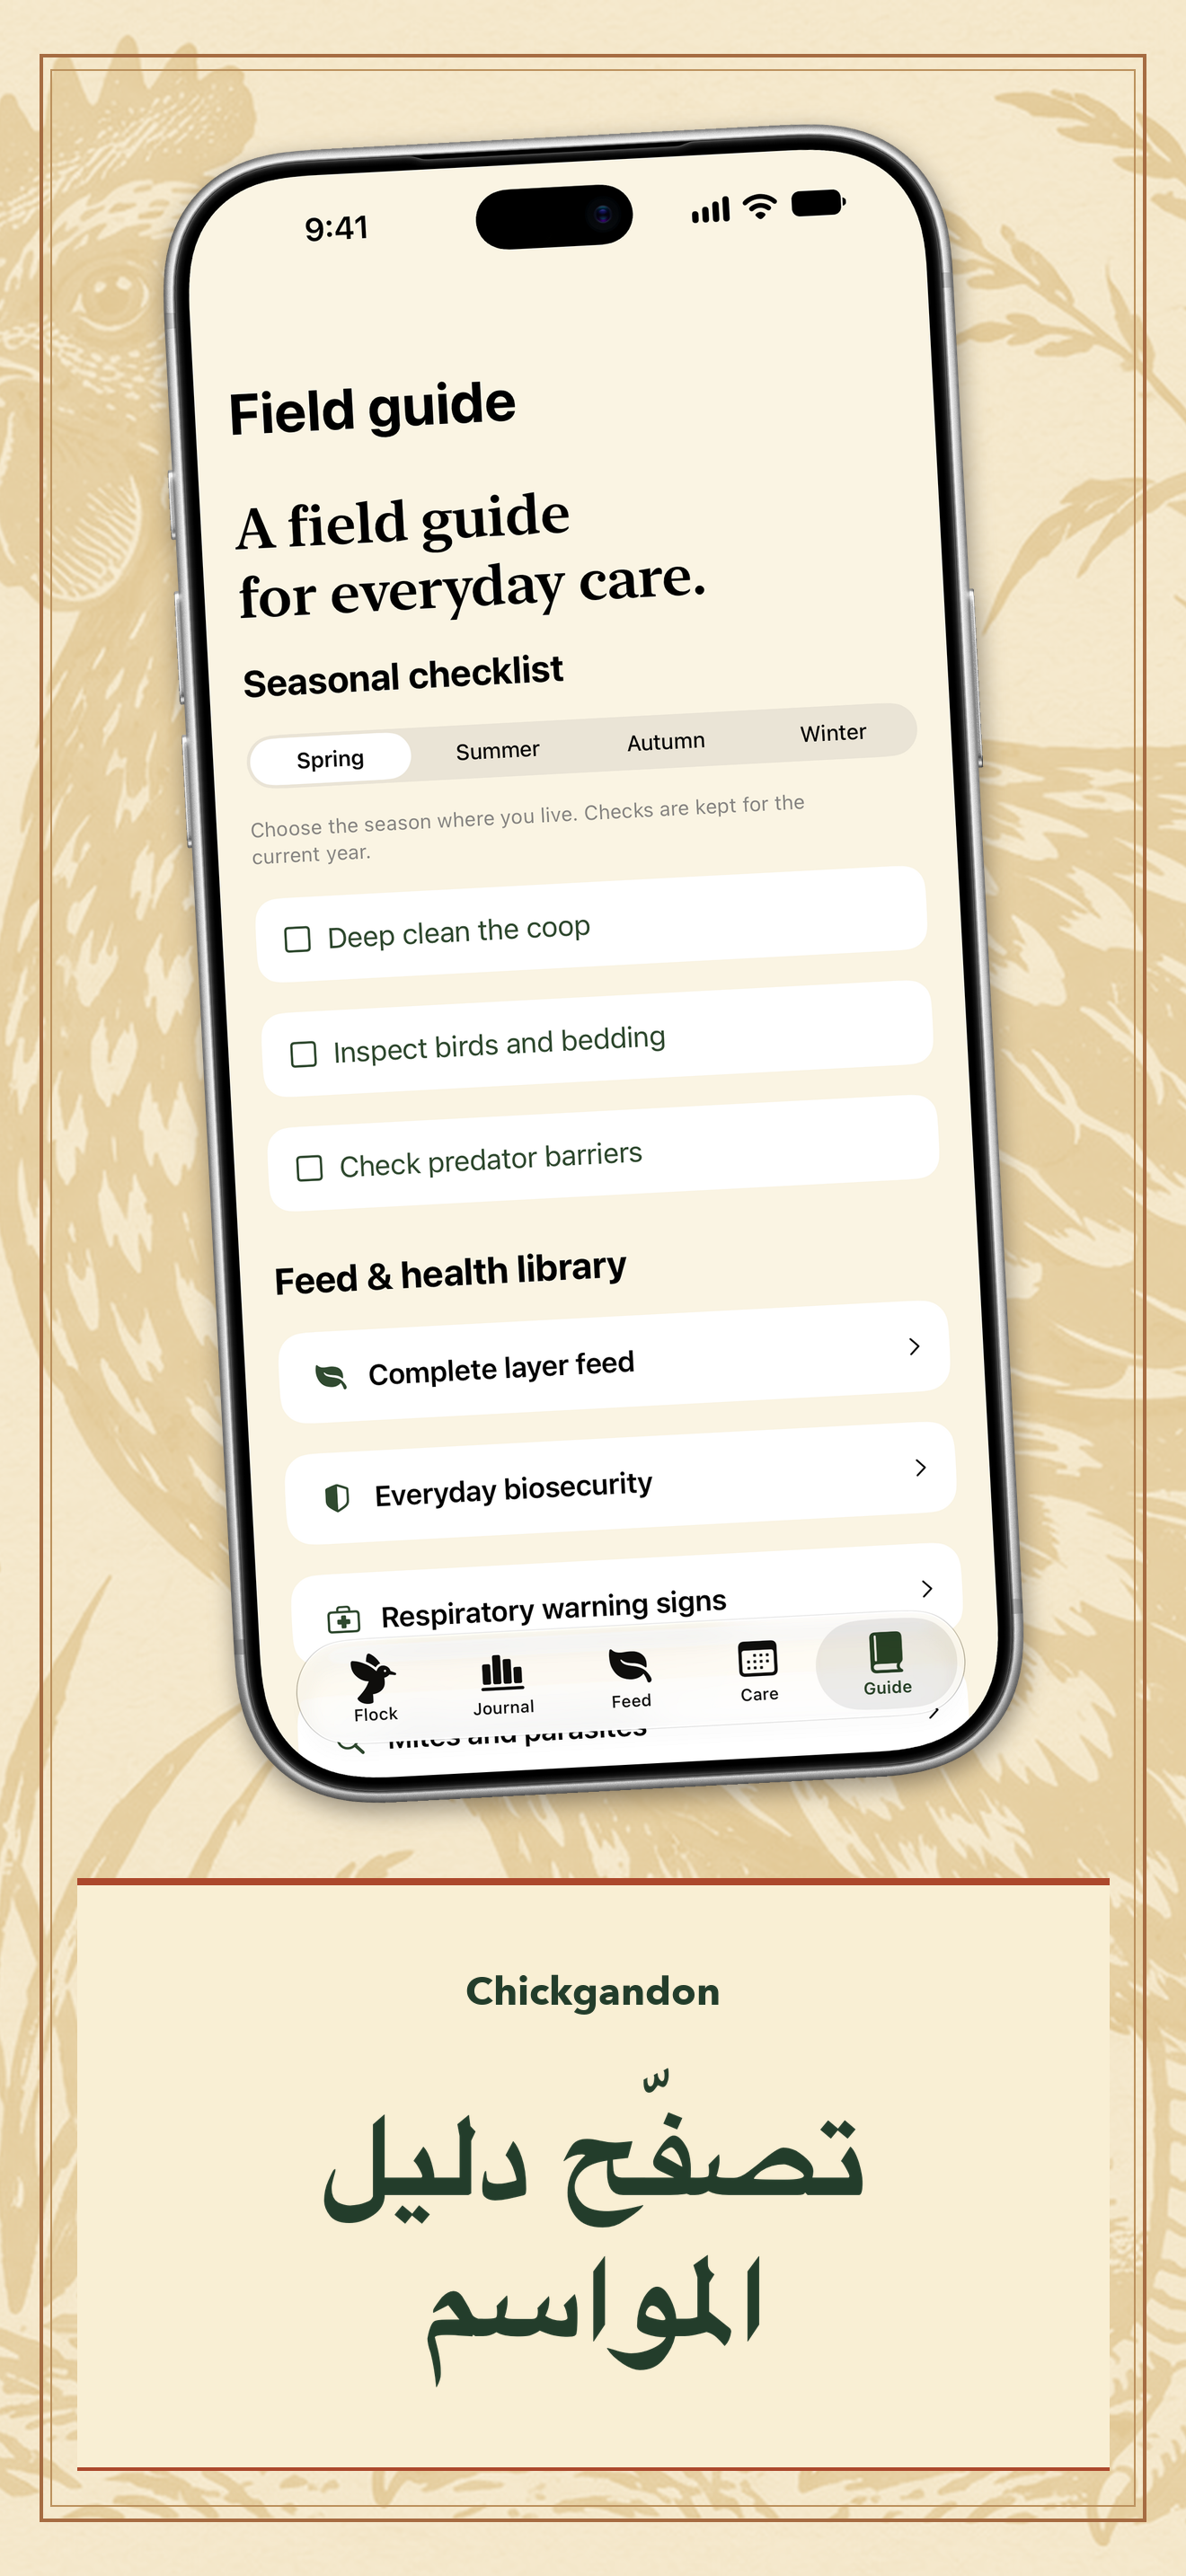 9:41
Field guide
A field guide
for everyday care.
Seasonal checklist
Spring
Summer
Autumn
Winter
Choose the season where you live. Checks are kept for the
current year.
Deep clean the coop
Inspect birds and bedding
Check predator barriers
Feed & health library
Complete layer feed
Everyday biosecurity
Respiratory warning signs
Flock
Journal
Feed
Care
Guide
Mites and parasites
Chickgandon
تصفّح دليل
المواسم